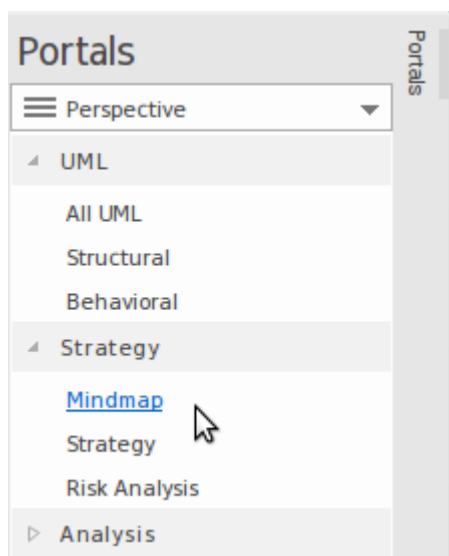 Portals
Perspective
UML
All UML
Structural
Behavioral
Strategy
Mindmap
Strategy
Risk Analysis
Analysis
Portals